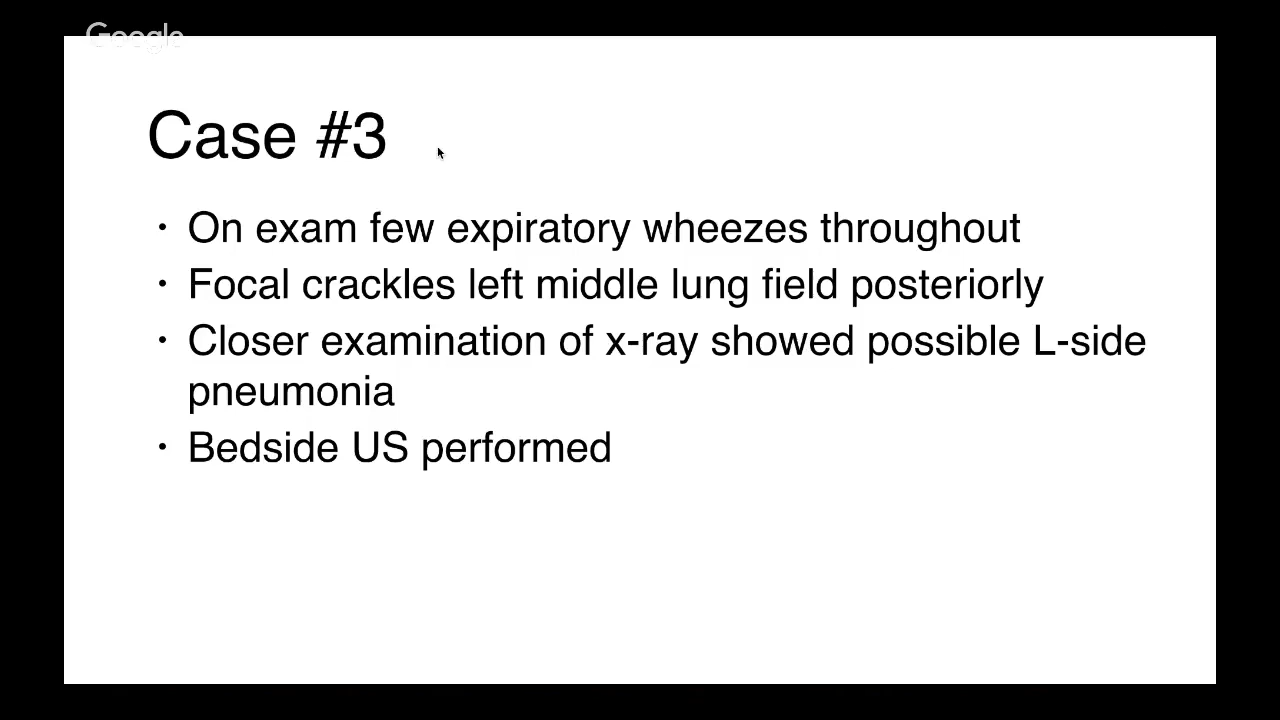 Google
Case #3
• On exam few expiratory wheezes throughout
• Focal crackles left middle lung field posteriorly
• Closer examination of x-ray showed possible L-side
pneumonia
• Bedside US performed